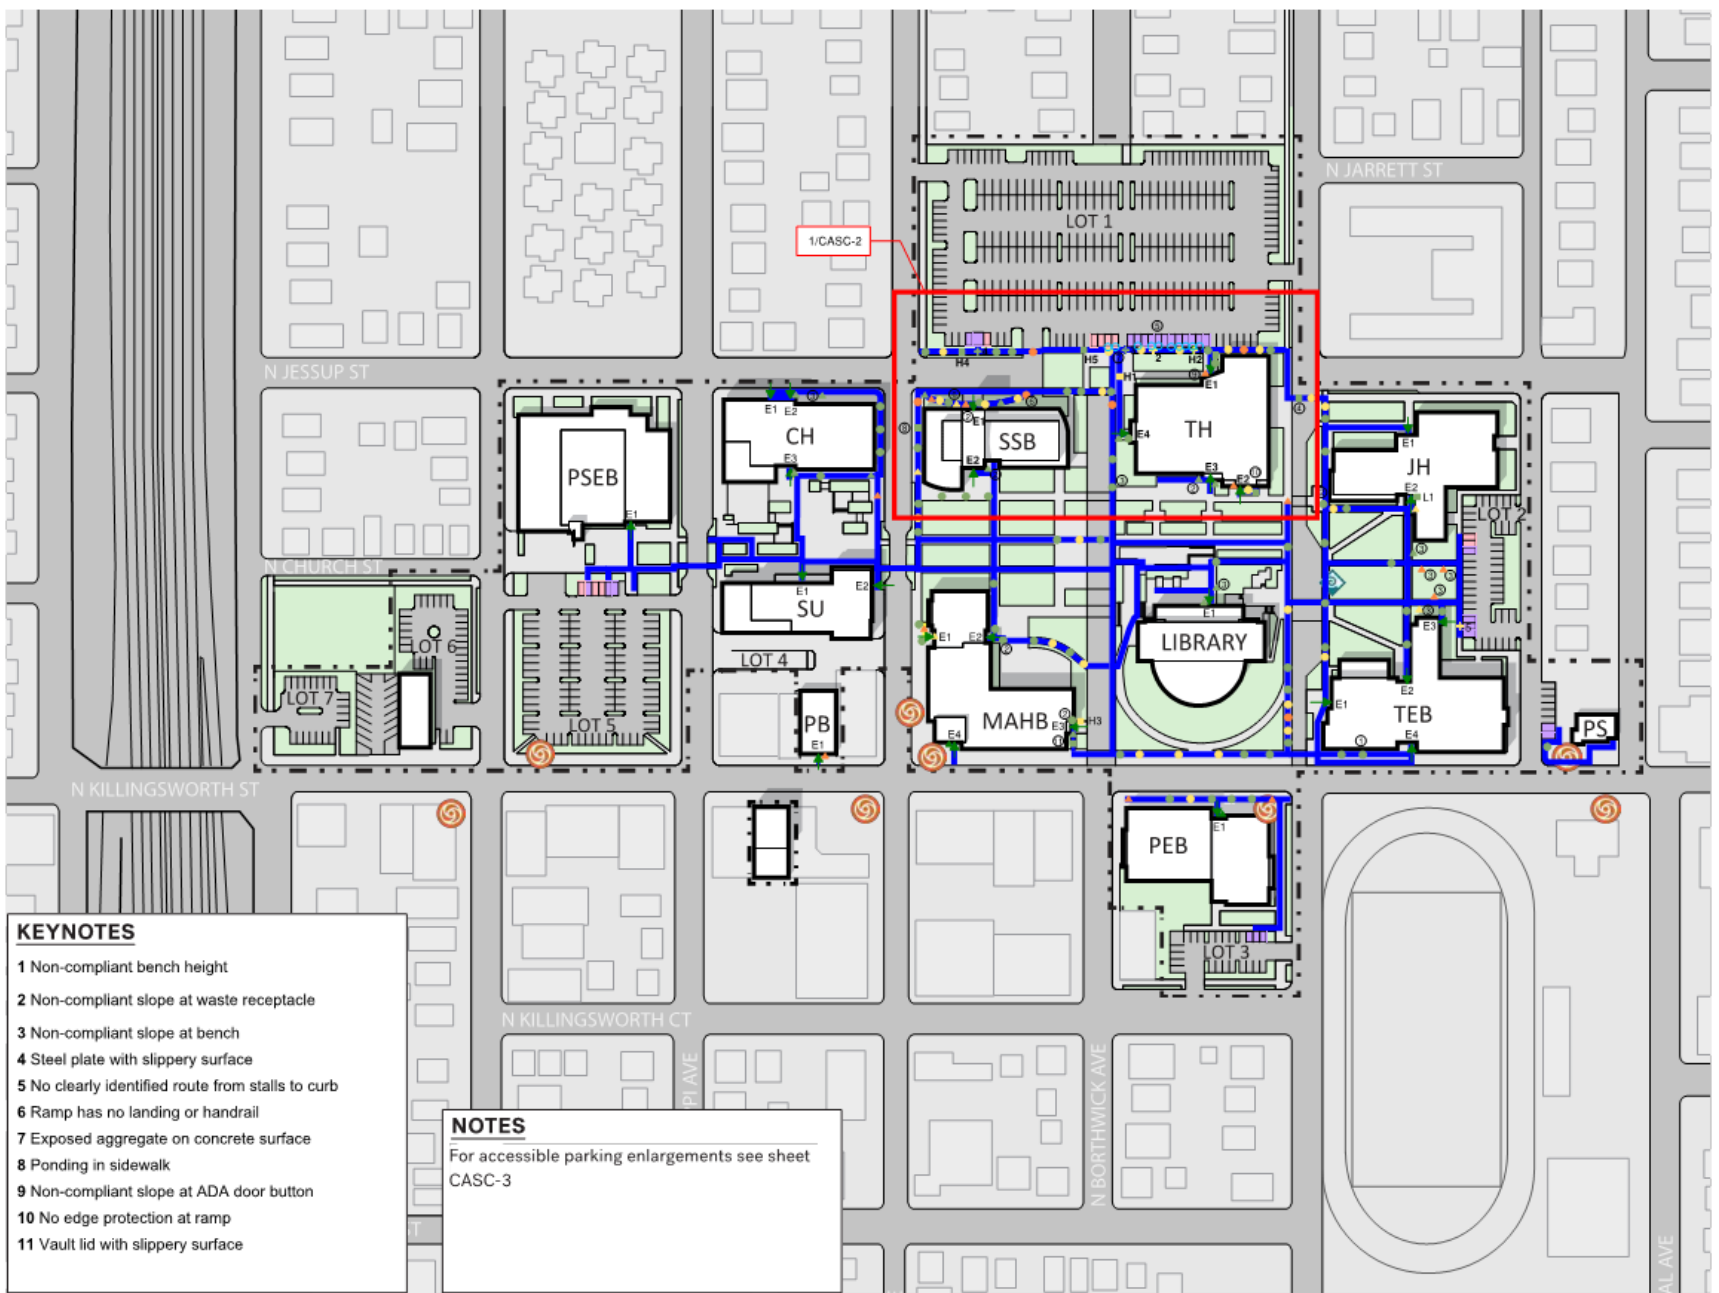 N JARRETT ST
LOT 1
1/CASC-2
N JESSUP ST
H4
H5
2
H2
H1
E1
E1 E2
CH
E3
PSEB
E1
E1
SSB
E2
E4
TH
E3
E2
E1
JH
E2
L1
LOT 2
N CHURCH ST
LOT 6
LOT 7
LOT 5
E1
SU
E2
LOT 4
PB
E1
E1
E2
MAHB
E3
H3
E4
E1
LIBRARY
E3
E2
E1
TEB
E4
PS
N KILLINGSWORTH ST
E1
PEB
LOT 3
N KILLINGSWORTH CT
PPI AVE
N BORTHWICK AVE
AL AVE
ST
KEYNOTES
1 Non-compliant bench height
2 Non-compliant slope at waste receptacle
3 Non-compliant slope at bench
4 Steel plate with slippery surface
5 No clearly identified route from stalls to curb
6 Ramp has no landing or handrail
7 Exposed aggregate on concrete surface
8 Ponding in sidewalk
9 Non-compliant slope at ADA door button
10 No edge protection at ramp
11 Vault lid with slippery surface
NOTES
For accessible parking enlargements see sheet
CASC-3